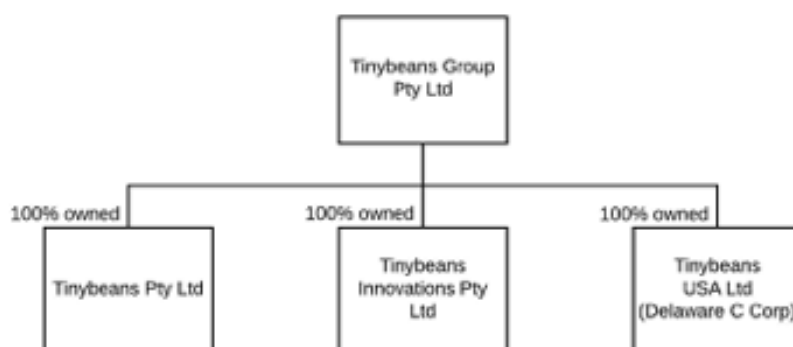 Tinybeans Group
Pty Ltd
100% owned
100% owned
100% owned
Tinybeans Pty Ltd
Tinybeans
Innovations Pty
Ltd
Tinybeans
USA Ltd
(Delaware C Corp)